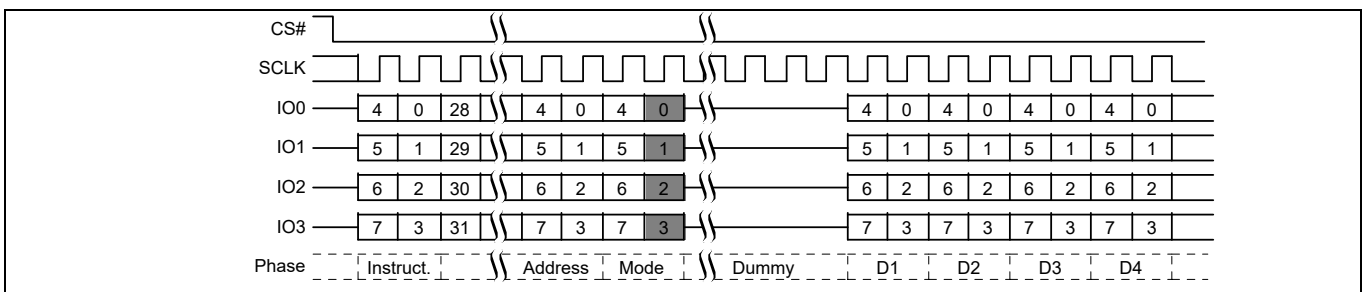 CS#
SCLK
IO0 4 0 28 4 0 4 0 4 0 4 0 4 0 4 0
IO1 5 1 29 5 1 5 1 5 1 5 1 5 1 5 1
IO2 6 2 30 6 2 6 2 6 2 6 2 6 2 6 2
IO3 7 3 31 7 3 7 3 7 3 7 3 7 3 7 3
Phase Instruct. Address Mode Dummy D1 D2 D3 D4